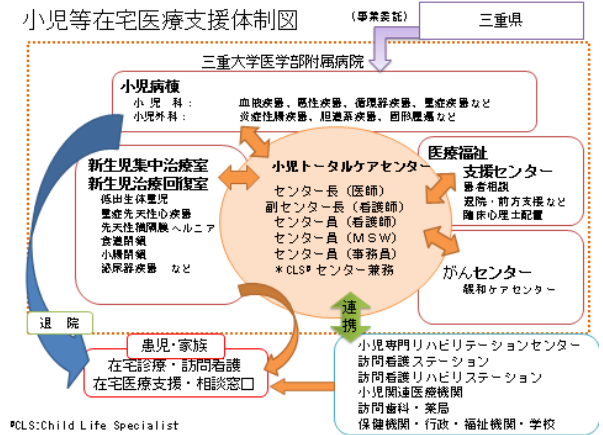 小児等在宅医療支援体制図
（事業委託）
三重県
三重大学医学部附属病院
小児病棟
小 児 科： 血液疾患、悪性疾患、循環器疾患、重症疾患など
小児外科： 炎症性腸疾患、胆道系疾患、固形腫瘍など
新生児集中治療室
新生児治療回復室
低出生体重児
重症先天性心疾患
先天性横隔膜ヘルニア
食道閉鎖
小腸閉鎖
泌尿器疾患 など
小児トータルケアセンター
センター長（医師）
副センター長（看護師）
センター員（看護師）
センター員（ＭＳＷ）
センター員（事務員）
＊CLS# センター兼務
医療福祉
支援センター
患者相談
退院・前方支援など
臨床心理士配置
がんセンター
緩和ケアセンター
退 院
連携
患児・家族
在宅診療・訪問看護
在宅医療支援・相談窓口
小児専門リハビリテーションセンター
訪問看護ステーション
訪問看護リハビリステーション
小児関連医療機関
訪問歯科・薬局
保健機関・行政・福祉機関・学校
#CLS:Child Life Specialist